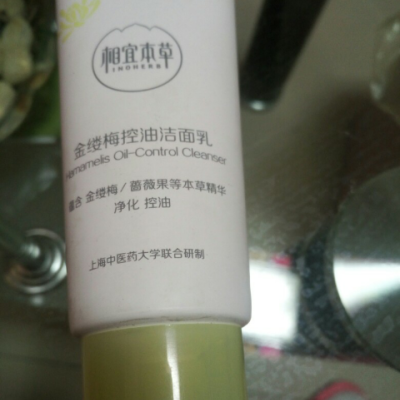 相宜本草
INOHERB
金缕梅控油洁面乳
Hamamelis Oil-Control Cleanser
蕴含 金缕梅/蔷薇果等本草精华
净化 控油
上海中医药大学联合研制